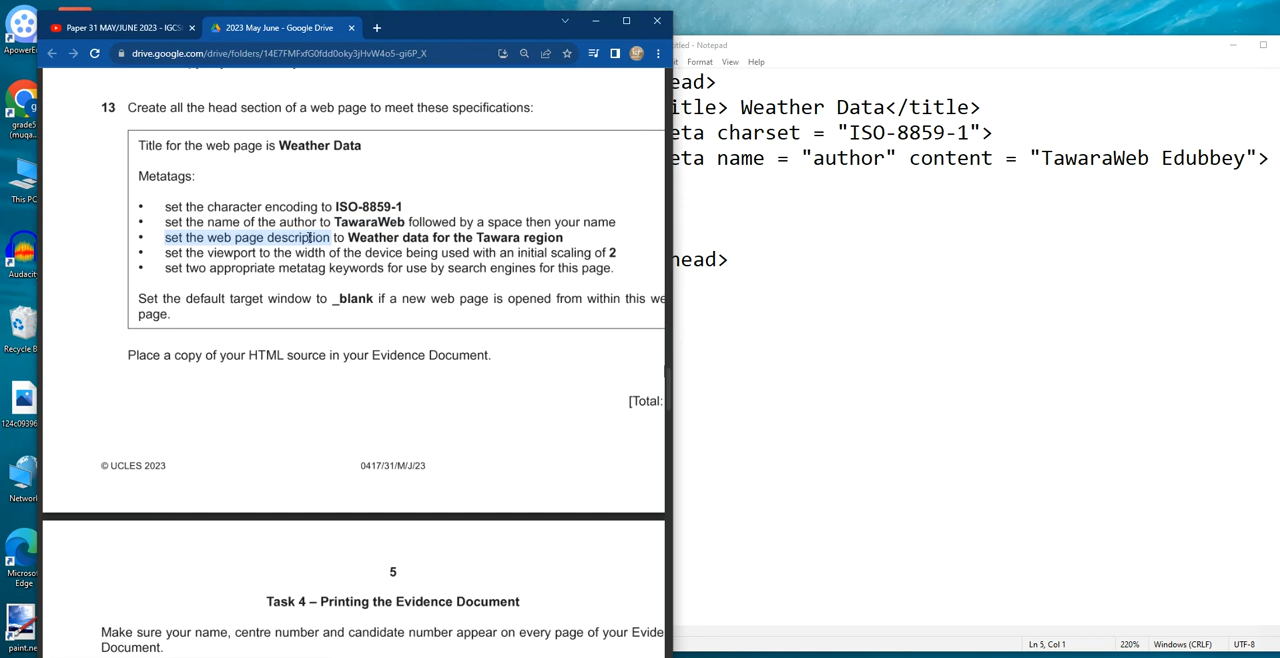 Paper 31 MAY/JUNE 2023 - IGCS
2023 May June - Google Drive
drive.google.com/drive/folders/14E7FMFxfG0fdd0oky3jHvW4o5-gi6P_X
ApowerE
grade5
(muqa...
This PC
Audacit
Recycle B
124c09396
Networ
Microso
Edge
paint.ne
13 Create all the head section of a web page to meet these specifications:
Title for the web page is Weather Data
Metatags:
• set the character encoding to ISO-8859-1
• set the name of the author to TawaraWeb followed by a space then your name
• set the web page description to Weather data for the Tawara region
• set the viewport to the width of the device being used with an initial scaling of 2
• set two appropriate metatag keywords for use by search engines for this page.
Set the default target window to _blank if a new web page is opened from within this we
page.
Place a copy of your HTML source in your Evidence Document.
[Total:
© UCLES 2023
0417/31/M/J/23
5
Task 4 – Printing the Evidence Document
Make sure your name, centre number and candidate number appear on every page of your Evide
Document.
titled - Notepad
it Format View Help
ead>
itle> Weather Data</title>
eta charset = "ISO-8859-1">
eta name = "author" content = "TawaraWeb Edubbey">
head>
Ln 5, Col 1
220%
Windows (CRLF)
UTF-8